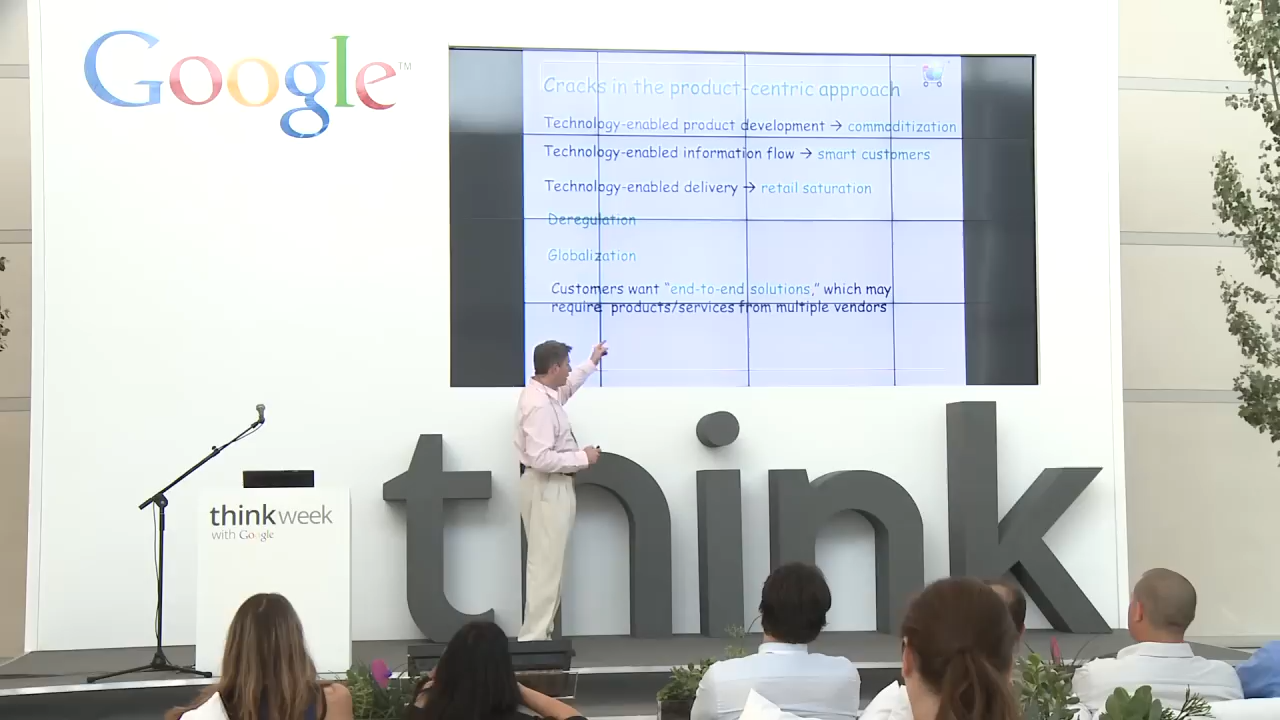 Google™
Cracks in the product-centric approach
Technology-enabled product development → commoditization
Technology-enabled information flow → smart customers
Technology-enabled delivery → retail saturation
Deregulation
Globalization
Customers want “end-to-end solutions,” which may
require products/services from multiple vendors
think
thinkweek
with Google